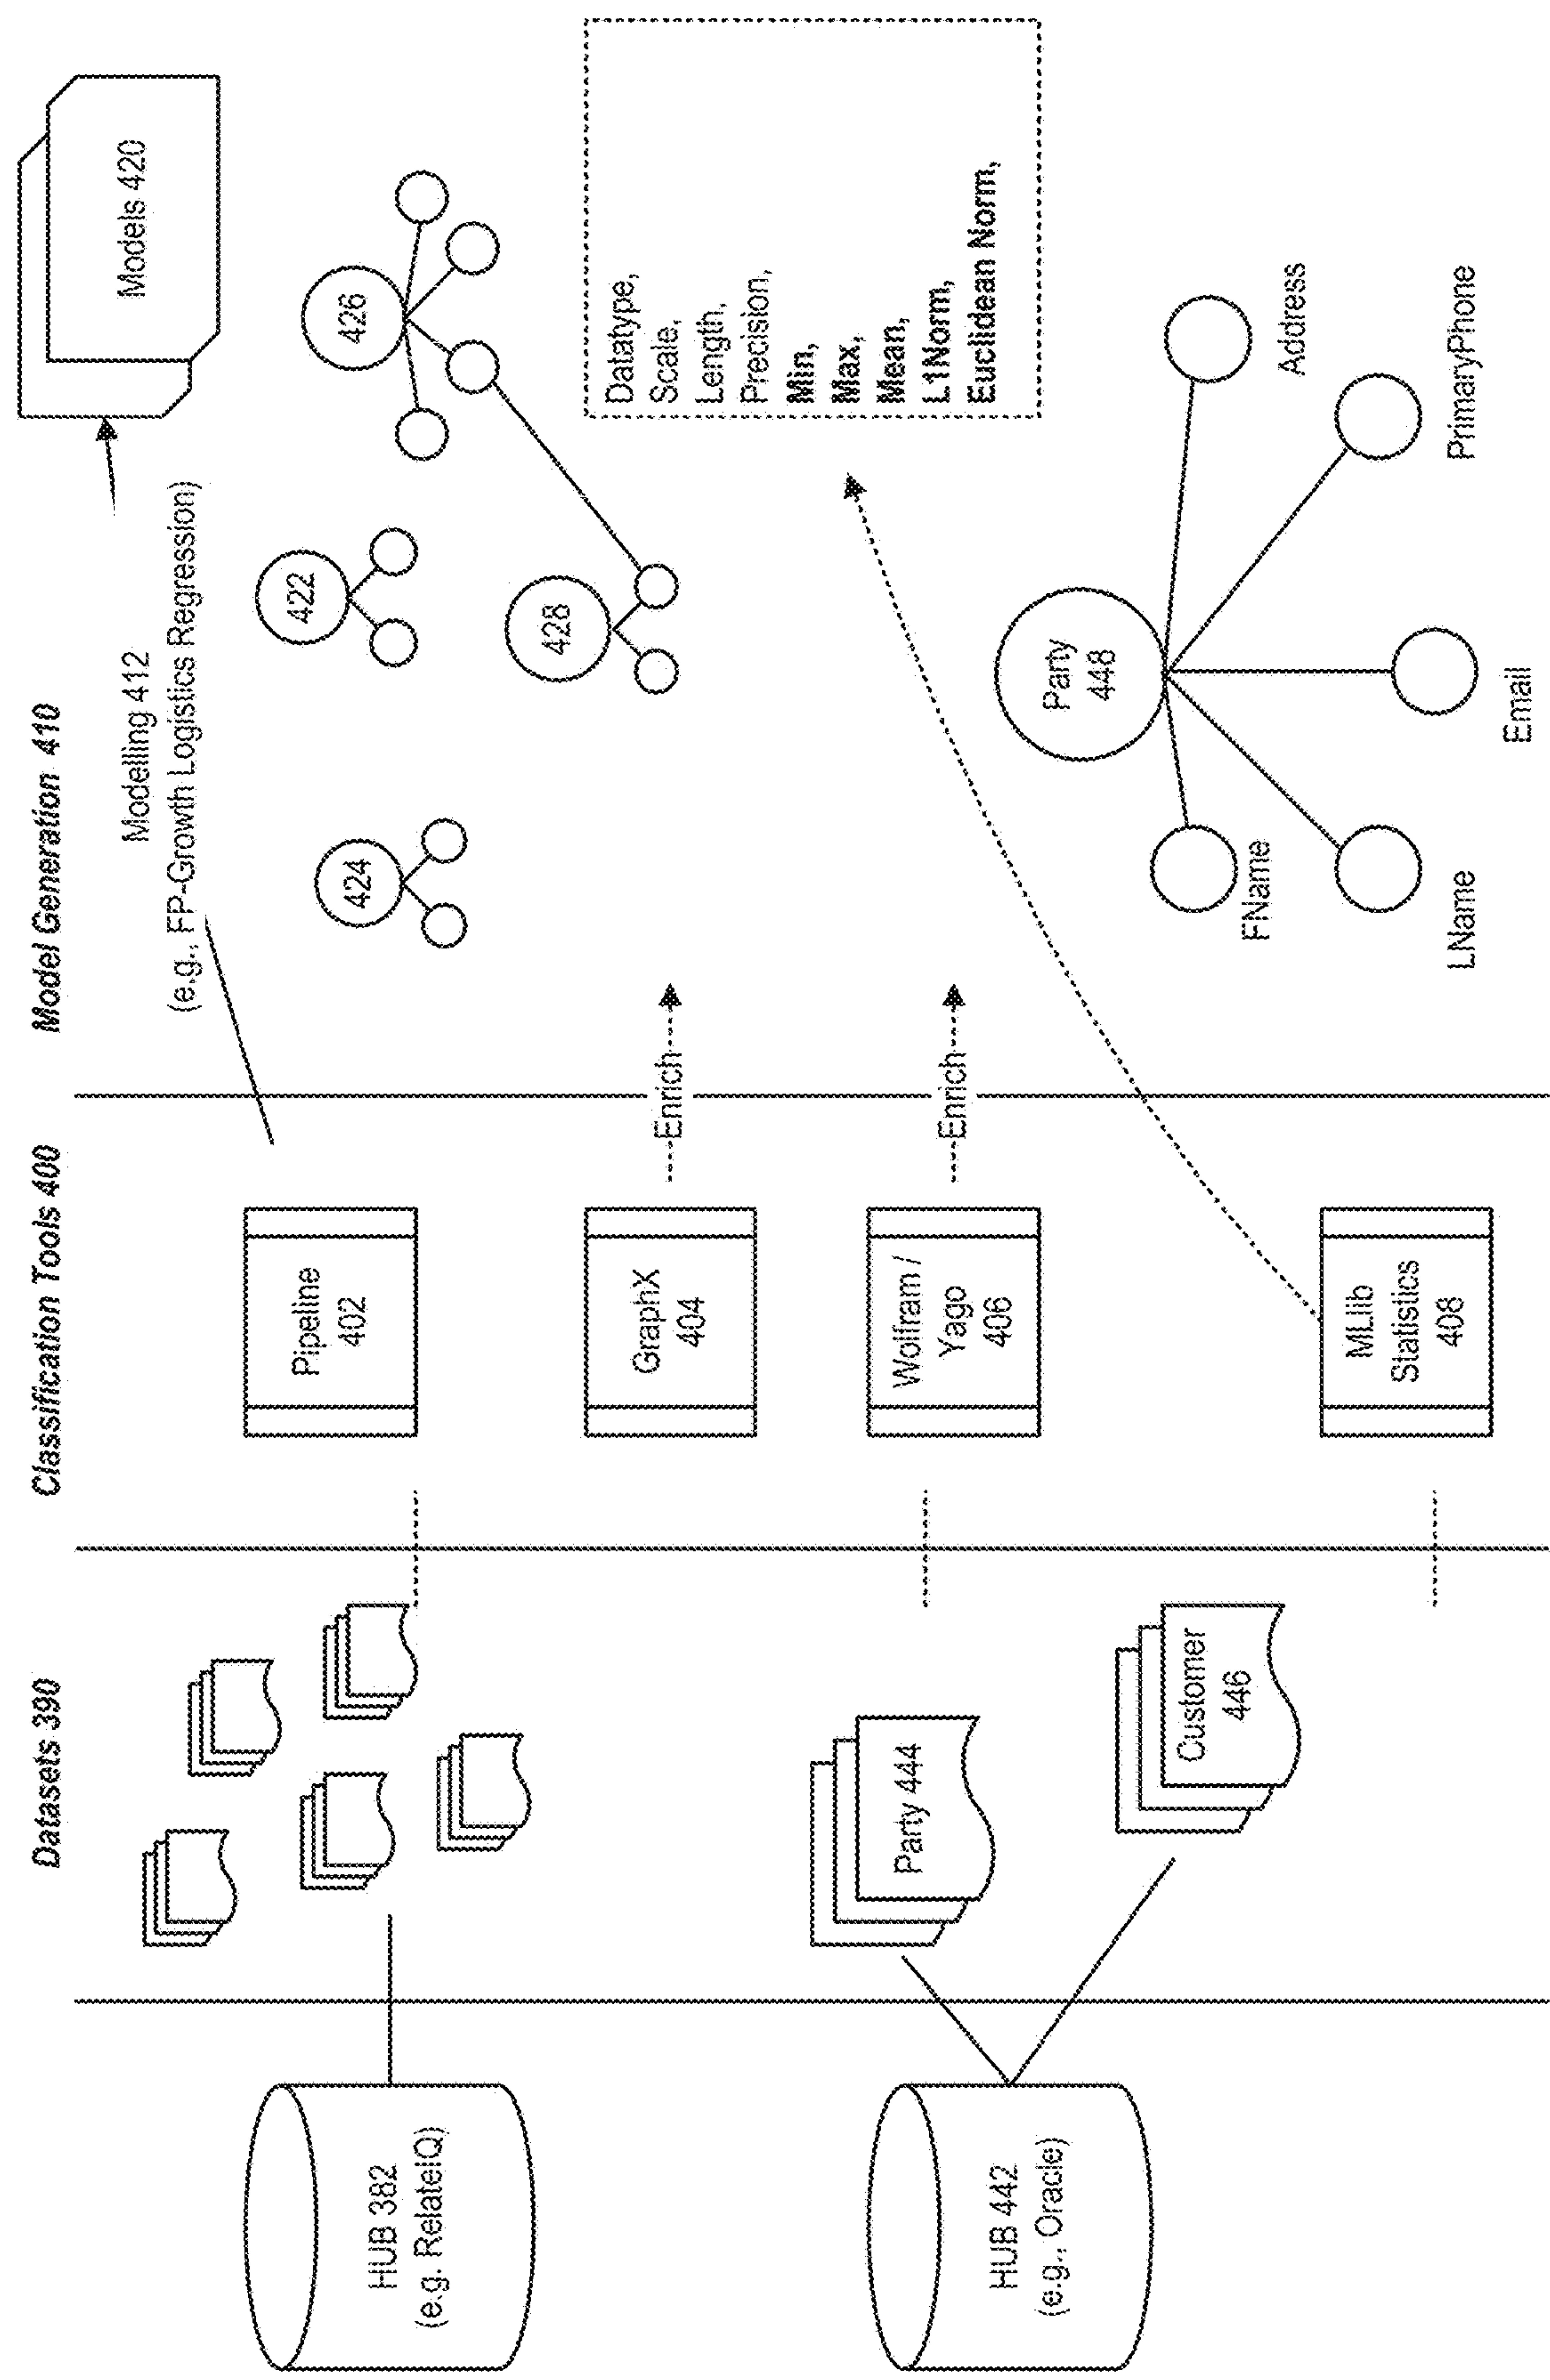 Datasets 390
Classification Tools 400
Model Generation 410
HUB 382
(e.g. RelateIQ)
Pipeline
402
Modelling 412
(e.g., FP-Growth Logistics Regression)
Models 420
424
422
426
428
GraphX
404
Enrich
HUB 442
(e.g., Oracle)
Party 444
Customer
446
Wolfram /
Yago
406
Enrich
MLlib
Statistics
408
Datatype,
Scale,
Length,
Precision,
Min,
Max,
Mean,
L1Norm,
Euclidean Norm,
Party
448
FName
LName
Email
PrimaryPhone
Address